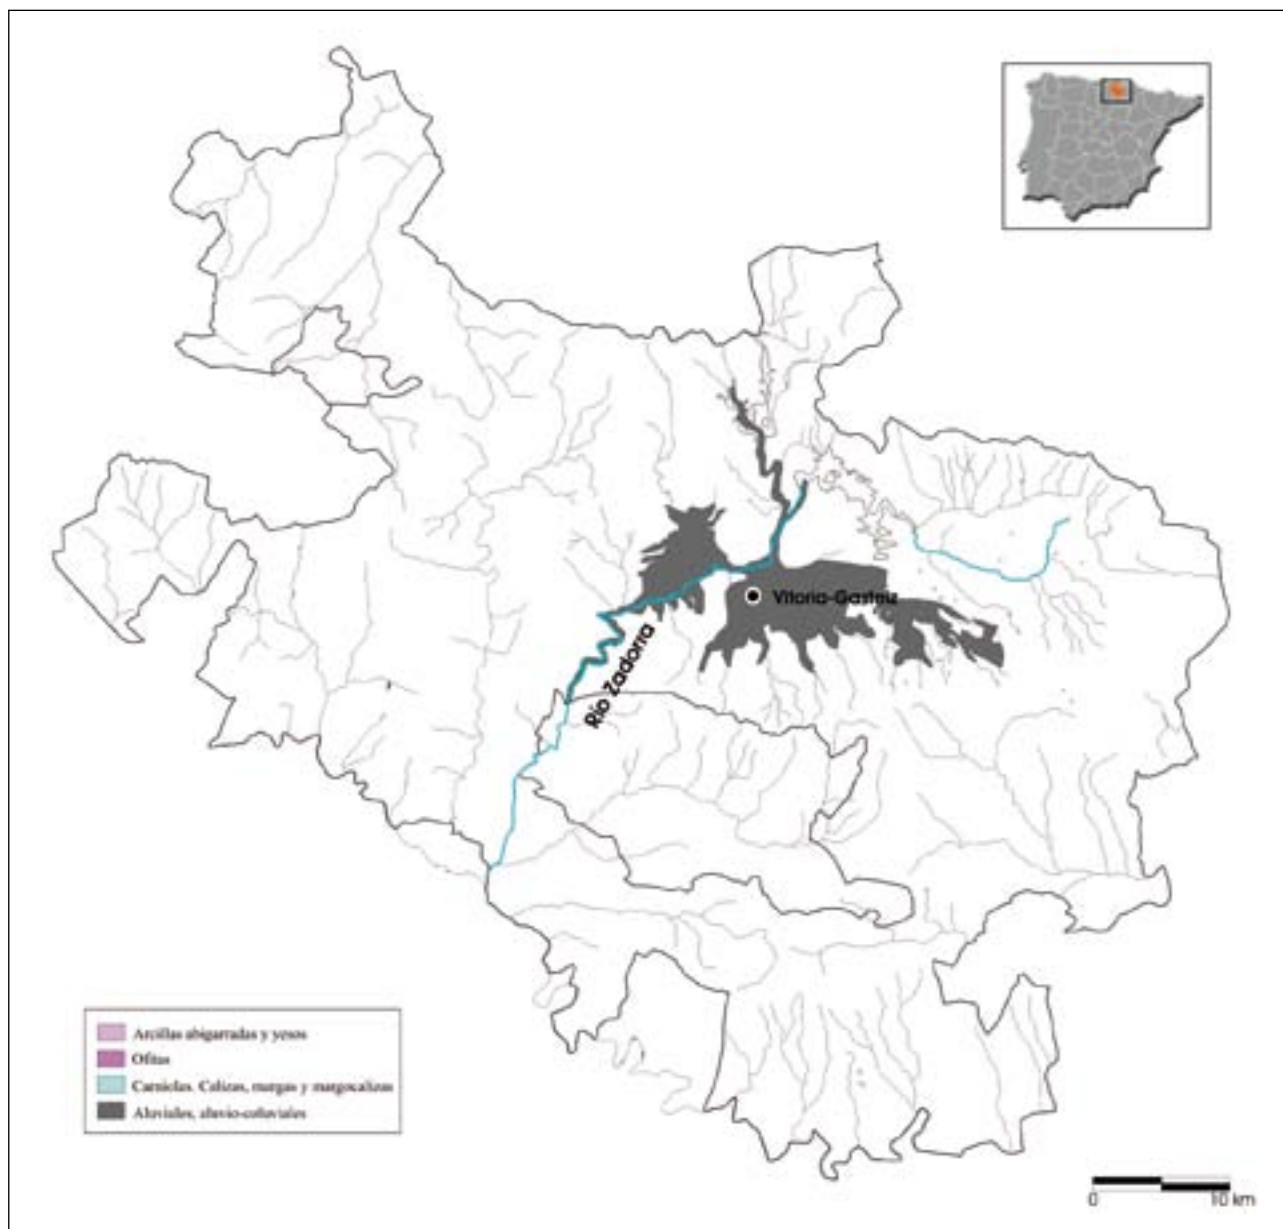 Vitoria-Gasteiz
Río Zadorra
Arcillas abigarradas y yesos
Ofitas
Carniolas. Calizas, margas y margocalizas
Aluviales, aluvio-coluviales
0 10 km